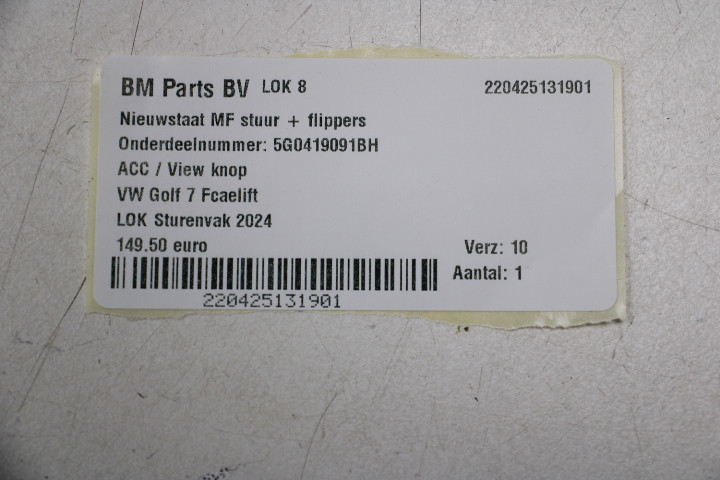 BM Parts BV LOK 8 220425131901
Nieuwstaat MF stuur + flippers
Onderdeelnummer: 5G0419091BH
ACC / View knop
VW Golf 7 Fcaelift
LOK Sturenvak 2024
149.50 euro Verz: 10
Aantal: 1
220425131901